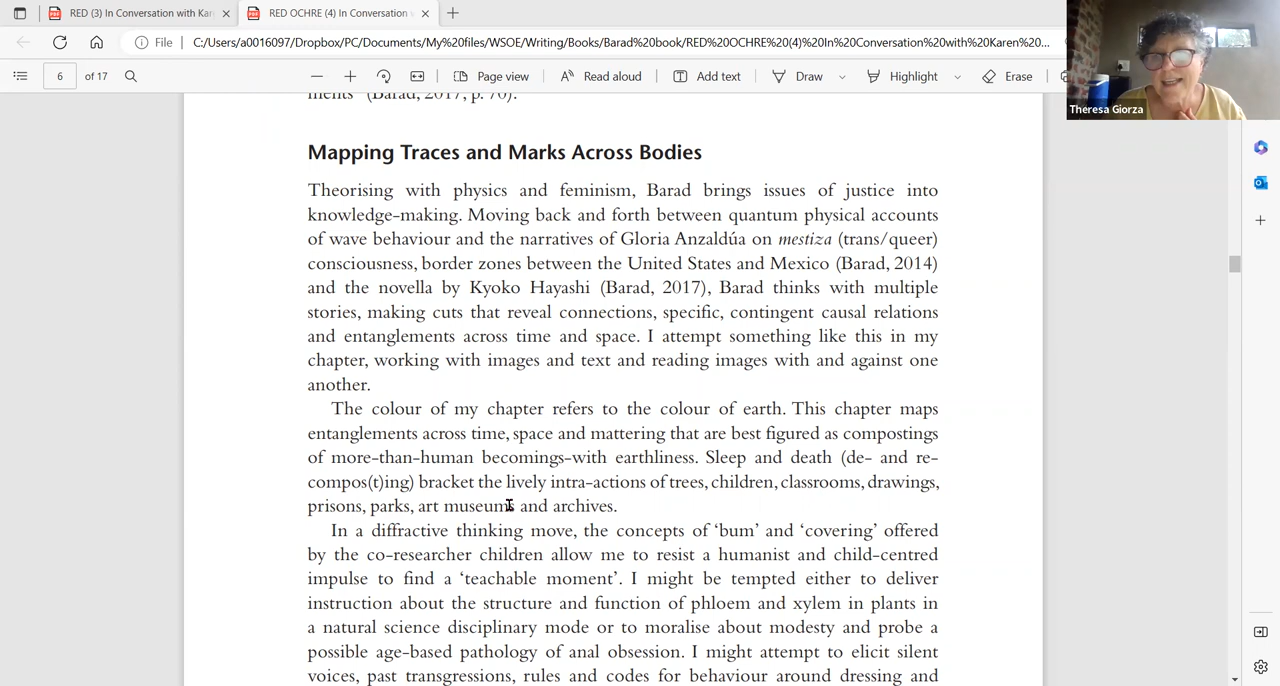 RED (3) In Conversation with Kar
RED OCHRE (4) In Conversation
File
C:/Users/a0016097/Dropbox/PC/Documents/My%20files/WSOE/Writing/Books/Barad%20book/RED%20OCHRE%20(4)%20In%20Conversation%20with%20Karen%20...
6 of 17
Page view
Read aloud
Add text
Draw
Highlight
Erase
Theresa Giorza
ments" (Barad, 2017, p. 70).
Mapping Traces and Marks Across Bodies
Theorising with physics and feminism, Barad brings issues of justice into
knowledge-making. Moving back and forth between quantum physical accounts
of wave behaviour and the narratives of Gloria Anzaldúa on mestiza (trans/queer)
consciousness, border zones between the United States and Mexico (Barad, 2014)
and the novella by Kyoko Hayashi (Barad, 2017), Barad thinks with multiple
stories, making cuts that reveal connections, specific, contingent causal relations
and entanglements across time and space. I attempt something like this in my
chapter, working with images and text and reading images with and against one
another.
The colour of my chapter refers to the colour of earth. This chapter maps
entanglements across time, space and mattering that are best figured as compostings
of more-than-human becomings-with earthliness. Sleep and death (de- and re-
compos(t)ing) bracket the lively intra-actions of trees, children, classrooms, drawings,
prisons, parks, art museums and archives.
In a diffractive thinking move, the concepts of ‘bum’ and ‘covering’ offered
by the co-researcher children allow me to resist a humanist and child-centred
impulse to find a ‘teachable moment’. I might be tempted either to deliver
instruction about the structure and function of phloem and xylem in plants in
a natural science disciplinary mode or to moralise about modesty and probe a
possible age-based pathology of anal obsession. I might attempt to elicit silent
voices, past transgressions, rules and codes for behaviour around dressing and